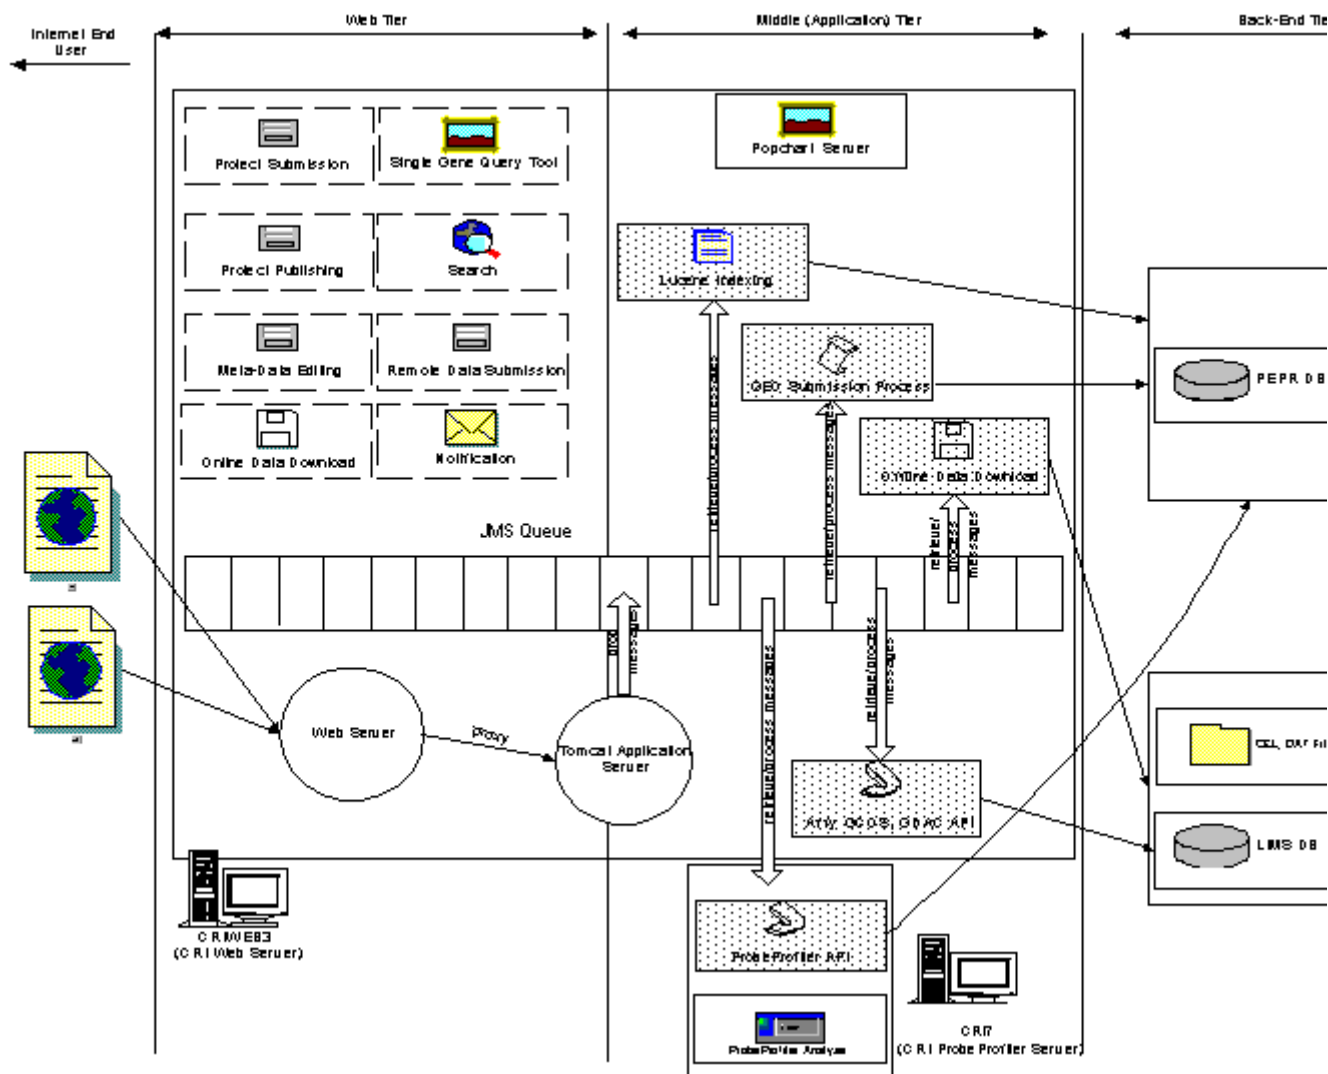 Internet End
User
Web Tier
Middle (Application) Tier
Back-End Tie
Project Submission
Single Gene Query Tool
Popchart Server
Project Publishing
Search
Lucene Indexing
Meta-Data Editing
Remote Data Submission
GEO Submission Process
PEPR DB
Online Data Download
Notification
Offline Data Download
JMS Queue
retrieve/process messages
retrieve/process messages
retrieve/
process
messages
messages
retrieve/process messages
retrieve/process
messages
Web Server
proxy
Tomcat Application
Server
CEL, DAT Fil
Affy, GCOS, GDAC API
LIMS DB
CRIWEB3
(CRI Web Server)
ProbeProfiler API
CRI7
(CRI Probe Profiler Server)
ProbeProfiler Analyze